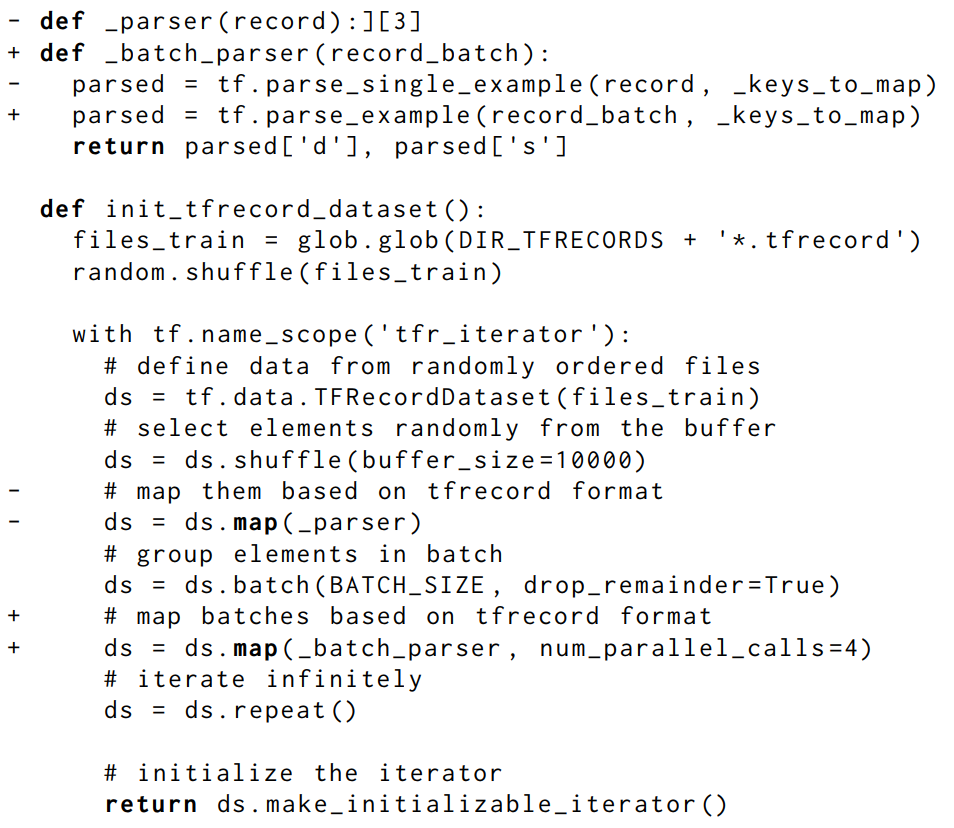 - def _parser(record):][3]
+ def _batch_parser(record_batch):
-   parsed = tf.parse_single_example(record, _keys_to_map)
+   parsed = tf.parse_example(record_batch, _keys_to_map)
    return parsed['d'], parsed['s']

  def init_tfrecord_dataset():
    files_train = glob.glob(DIR_TFRECORDS + '*.tfrecord')
    random.shuffle(files_train)

    with tf.name_scope('tfr_iterator'):
      # define data from randomly ordered files
      ds = tf.data.TFRecordDataset(files_train)
      # select elements randomly from the buffer
      ds = ds.shuffle(buffer_size=10000)
-     # map them based on tfrecord format
-     ds = ds.map(_parser)
      # group elements in batch
      ds = ds.batch(BATCH_SIZE, drop_remainder=True)
+     # map batches based on tfrecord format
+     ds = ds.map(_batch_parser, num_parallel_calls=4)
      # iterate infinitely
      ds = ds.repeat()

      # initialize the iterator
      return ds.make_initializable_iterator()